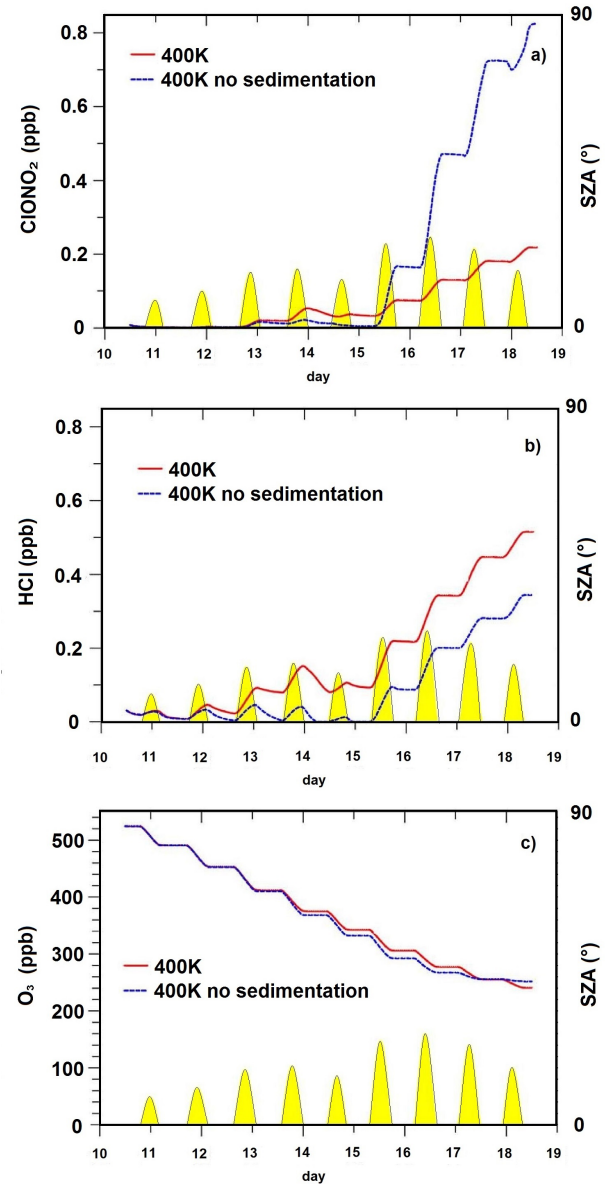 90
0.8
400K
a)
400K no sedimentation
0.6
ClONO₂ (ppb)
SZA (°)
0.4
0.2
0
0
10 11 12 13 14 15 16 17 18 19
day
90
0.8
b)
400K
400K no sedimentation
0.6
HCl (ppb)
SZA (°)
0.4
0.2
0
0
10 11 12 13 14 15 16 17 18 19
day
90
500
c)
400
300
400K
400K no sedimentation
O₃ (ppb)
SZA (°)
200
100
0
0
10 11 12 13 14 15 16 17 18 19
day